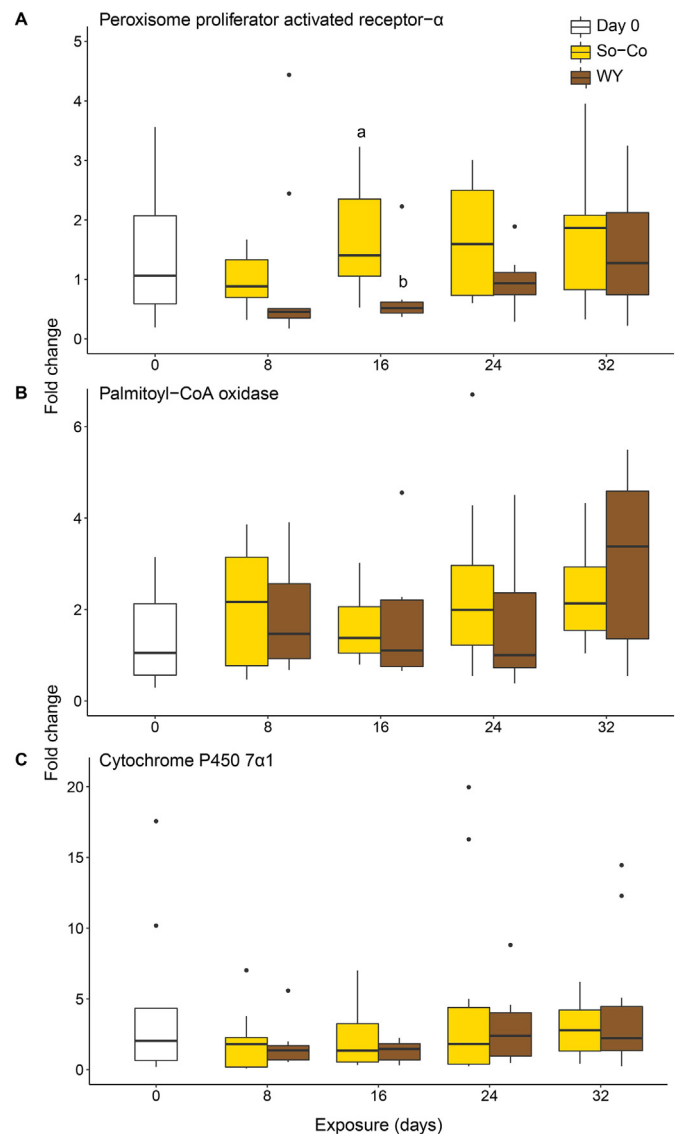 A Peroxisome proliferator activated receptor−α
Day 0
So−Co
WY
5
4
3
2
1
0
a
b
Fold change
0 8 16 24 32
B Palmitoyl−CoA oxidase
6
4
2
0
Fold change
0 8 16 24 32
C Cytochrome P450 7α1
20
15
10
5
0
0 8 16 24 32
Exposure (days)